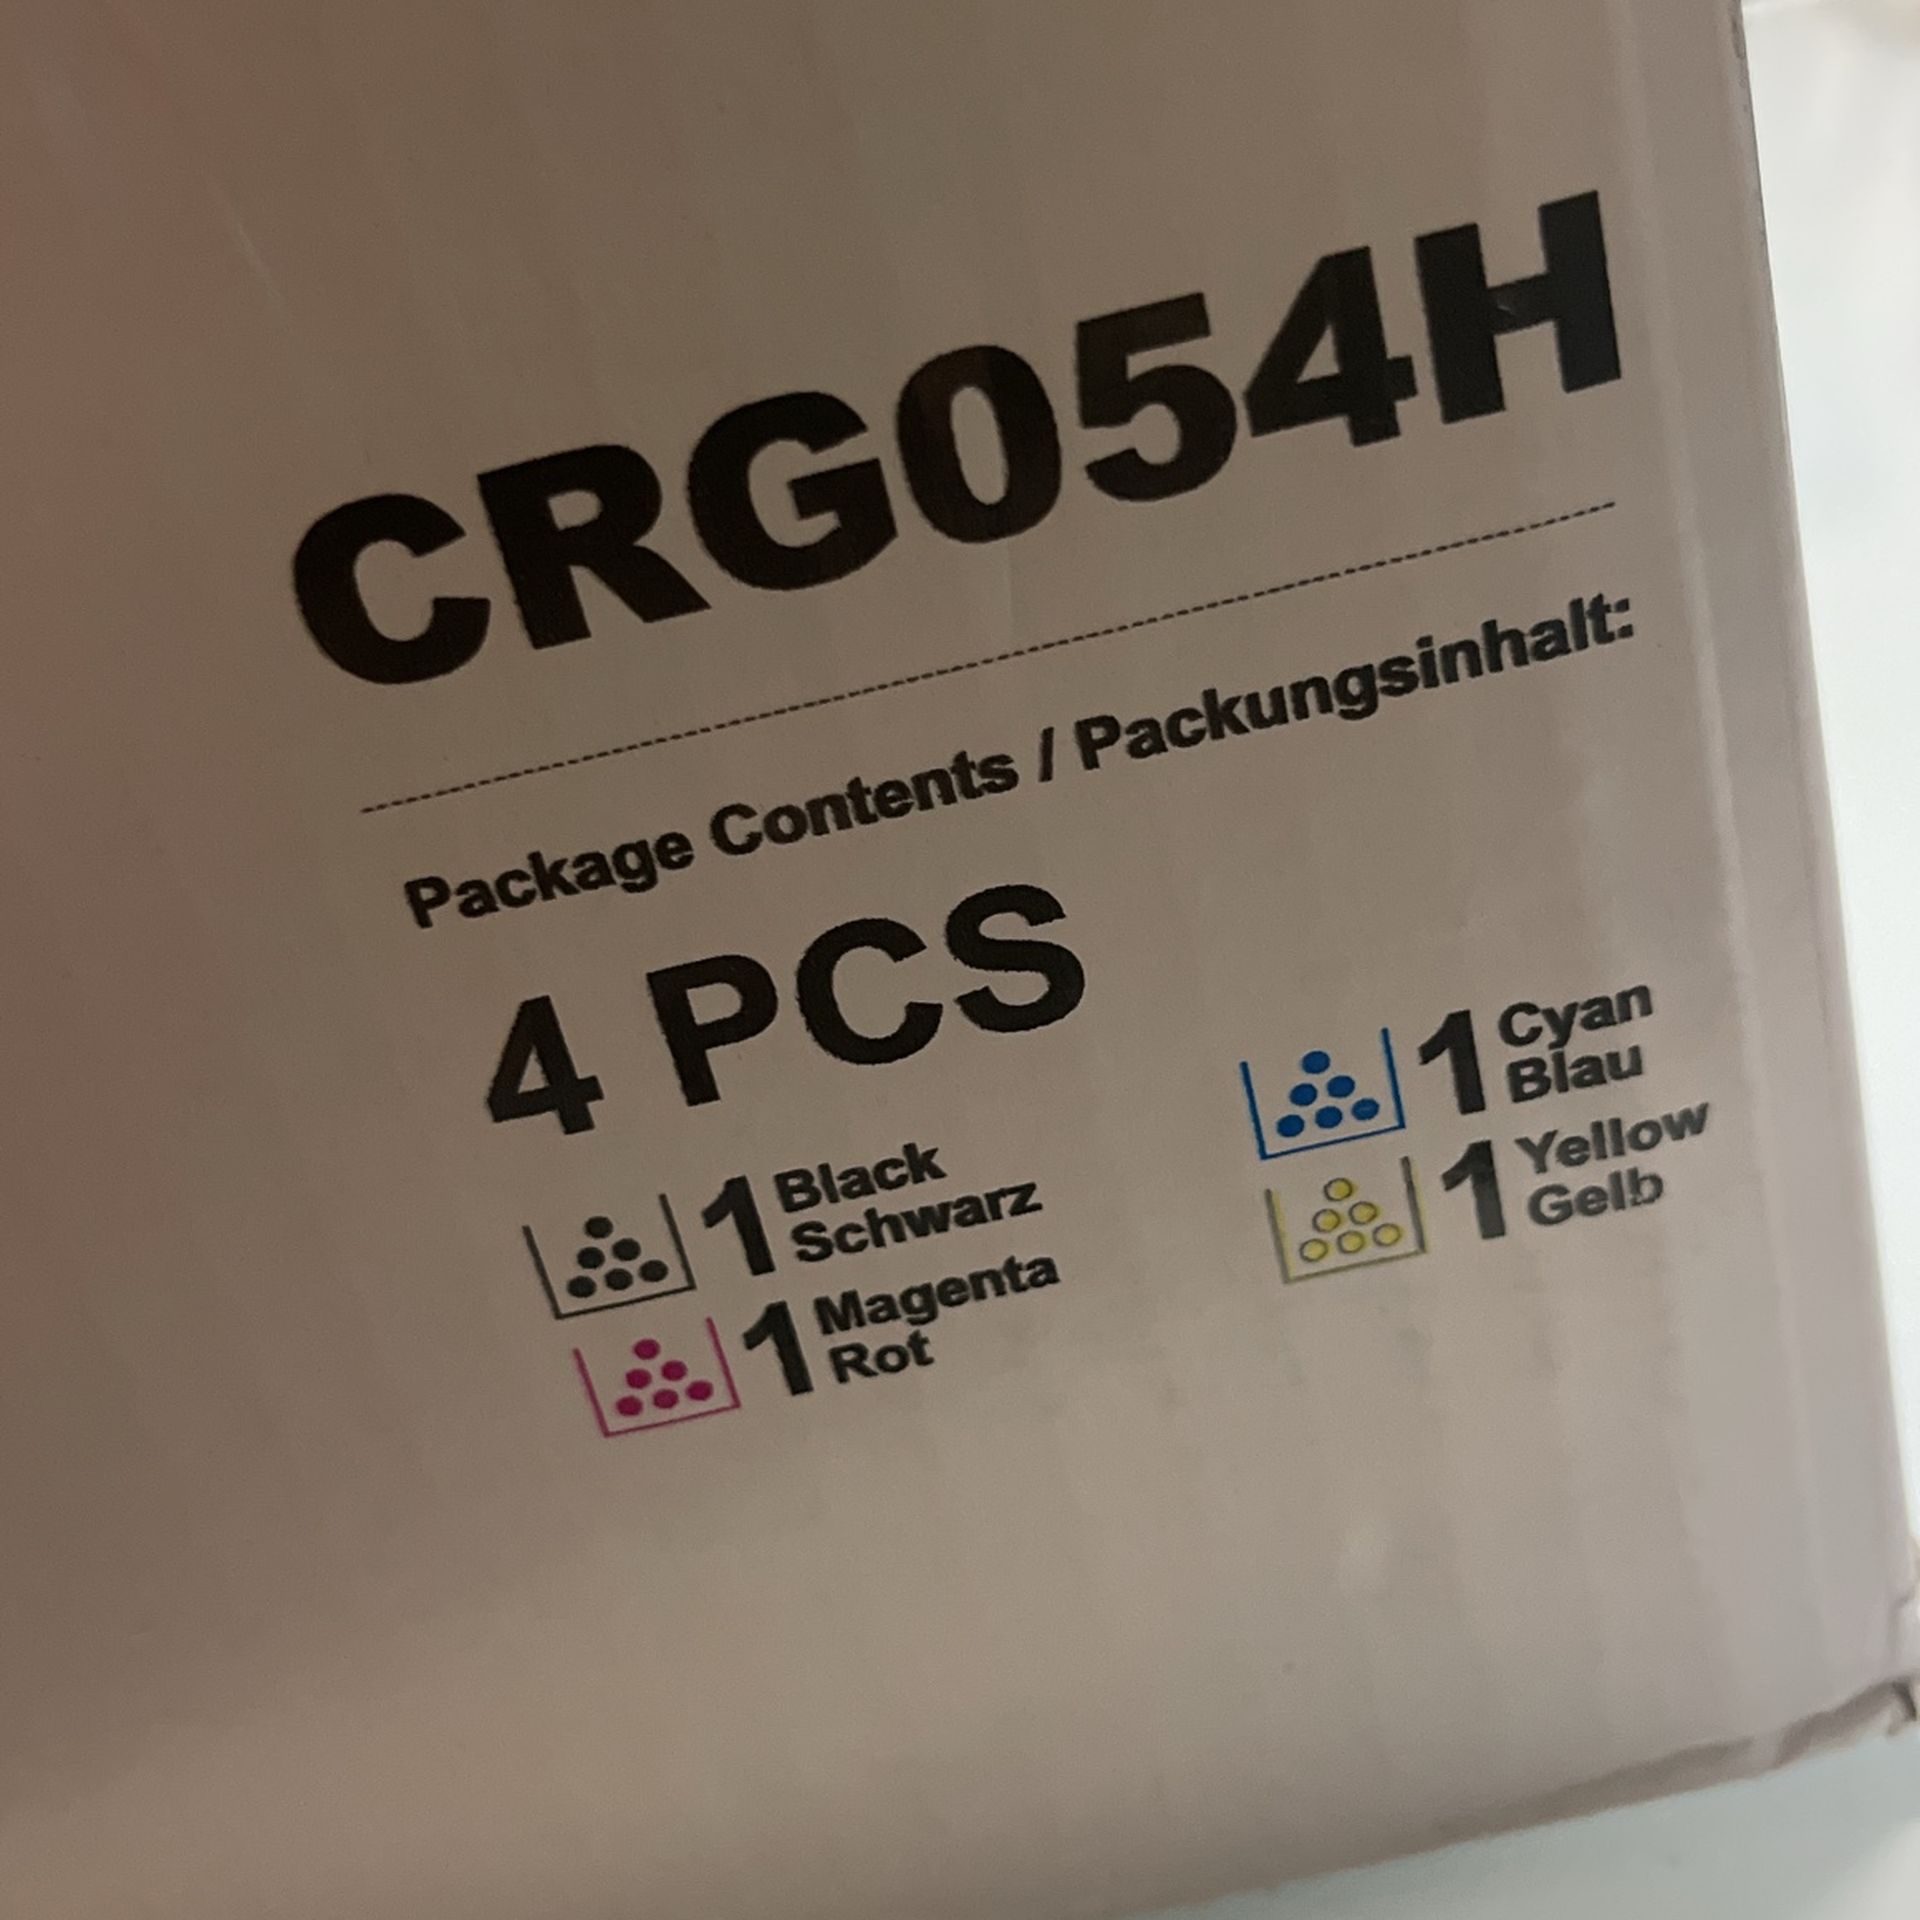 CRG054H
Package Contents / Packungsinhalt:
4 PCS
1 Black
Schwarz
1 Cyan
Blau
1 Magenta
Rot
1 Yellow
Gelb